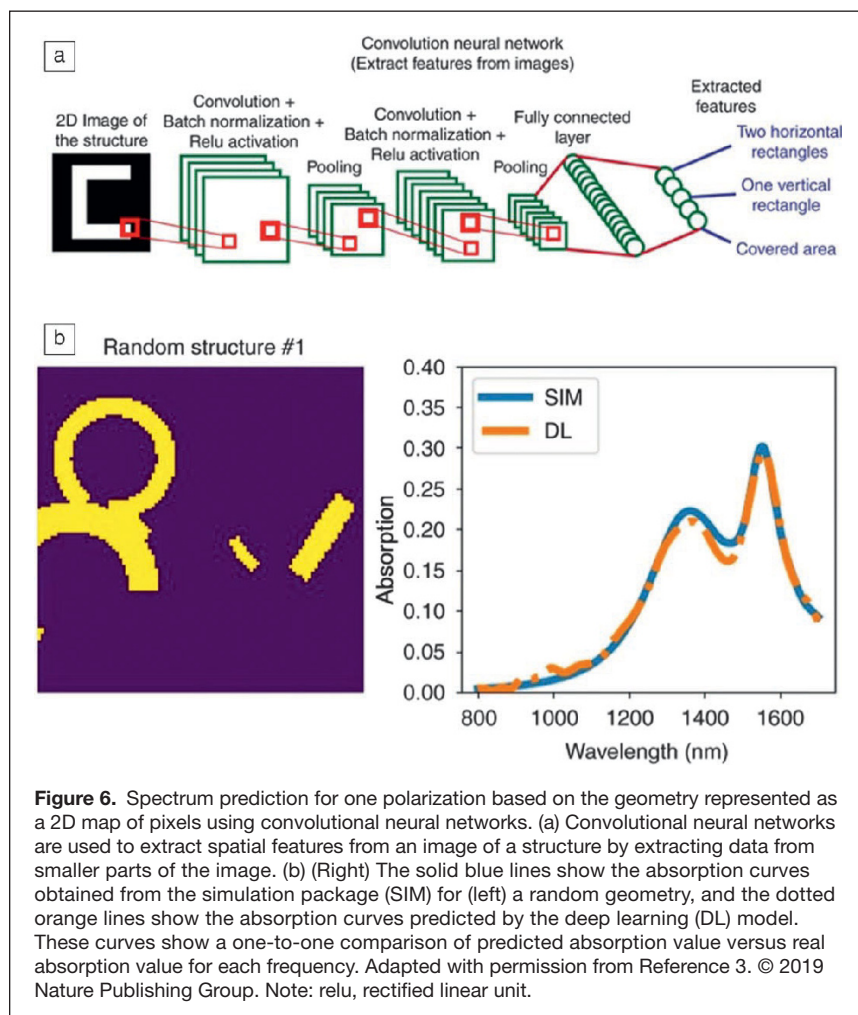 a
Convolution neural network
(Extract features from images)
2D Image of
the structure
Convolution +
Batch normalization +
Relu activation
Pooling
Convolution +
Batch normalization +
Relu activation
Fully connected
layer
Pooling
Extracted
features
Two horizontal
rectangles
One vertical
rectangle
Covered area
b
Random structure #1
0.40
0.35
0.30
0.25
0.20
0.15
0.10
0.05
0.00
Absorption
SIM
DL
800 1000 1200 1400 1600
Wavelength (nm)
Figure 6. Spectrum prediction for one polarization based on the geometry represented as
a 2D map of pixels using convolutional neural networks. (a) Convolutional neural networks
are used to extract spatial features from an image of a structure by extracting data from
smaller parts of the image. (b) (Right) The solid blue lines show the absorption curves
obtained from the simulation package (SIM) for (left) a random geometry, and the dotted
orange lines show the absorption curves predicted by the deep learning (DL) model.
These curves show a one-to-one comparison of predicted absorption value versus real
absorption value for each frequency. Adapted with permission from Reference 3. © 2019
Nature Publishing Group. Note: relu, rectified linear unit.